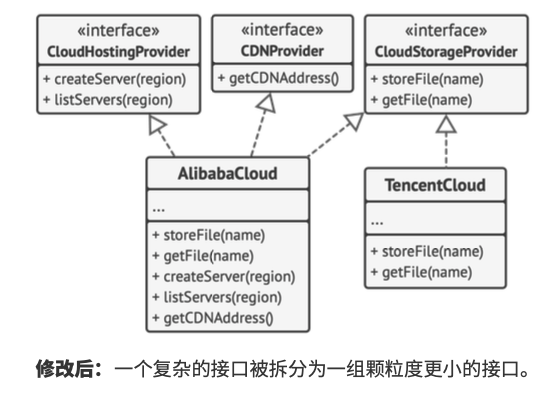 «interface»
CloudHostingProvider
+ createServer(region)
+ listServers(region)
«interface»
CDNProvider
+ getCDNAddress()
«interface»
CloudStorageProvider
+ storeFile(name)
+ getFile(name)
AlibabaCloud
...
+ storeFile(name)
+ getFile(name)
+ createServer(region)
+ listServers(region)
+ getCDNAddress()
TencentCloud
...
+ storeFile(name)
+ getFile(name)
修改后：一个复杂的接口被拆分为一组颗粒度更小的接口。